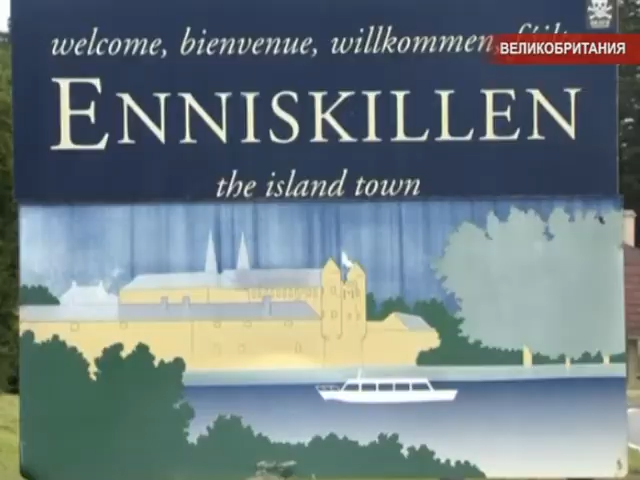 welcome, bienvenue, willkommen,
ВЕЛИКОБРИТАНИЯ
ENNISKILLEN
the island town